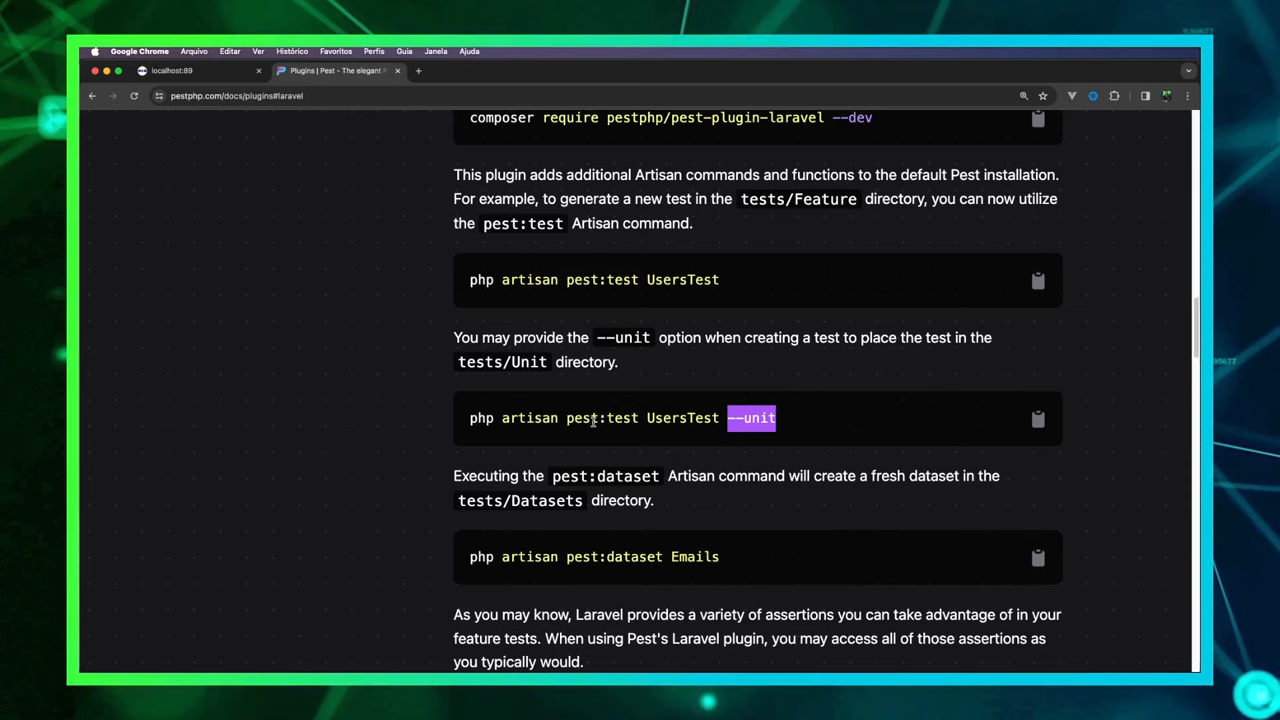 Google Chrome Arquivo Editar Ver Histórico Favoritos Perfis Guia Janela Ajuda
localhost:89
Plugins | Pest - The elegant
pestphp.com/docs/plugins#laravel
composer require pestphp/pest-plugin-laravel --dev
This plugin adds additional Artisan commands and functions to the default Pest installation.
For example, to generate a new test in the tests/Feature directory, you can now utilize
the pest:test Artisan command.
php artisan pest:test UsersTest
You may provide the --unit option when creating a test to place the test in the
tests/Unit directory.
php artisan pest:test UsersTest --unit
Executing the pest:dataset Artisan command will create a fresh dataset in the
tests/Datasets directory.
php artisan pest:dataset Emails
As you may know, Laravel provides a variety of assertions you can take advantage of in your
feature tests. When using Pest's Laravel plugin, you may access all of those assertions as
you typically would.